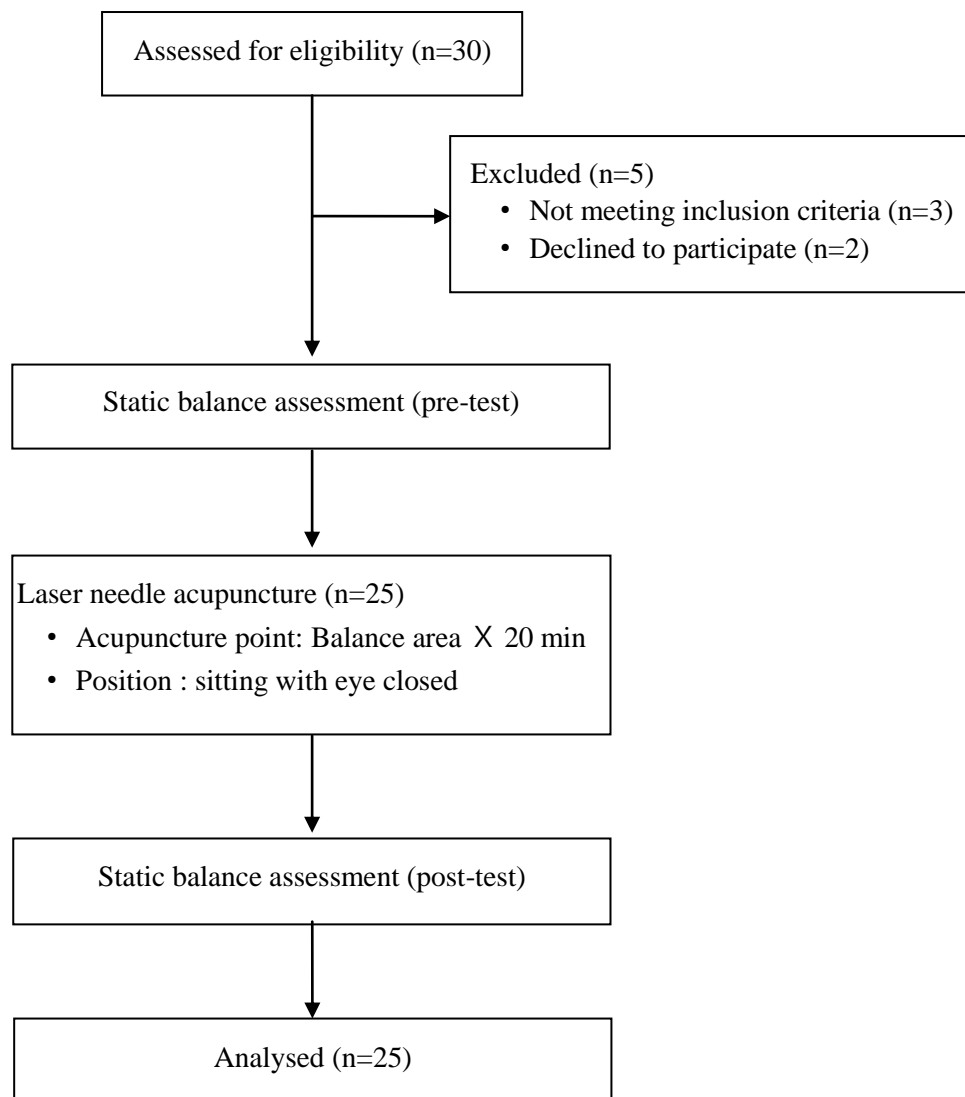 Assessed for eligibility (n=30)
Excluded (n=5)
• Not meeting inclusion criteria (n=3)
• Declined to participate (n=2)
Static balance assessment (pre-test)
Laser needle acupuncture (n=25)
• Acupuncture point: Balance area X 20 min
• Position : sitting with eye closed
Static balance assessment (post-test)
Analysed (n=25)